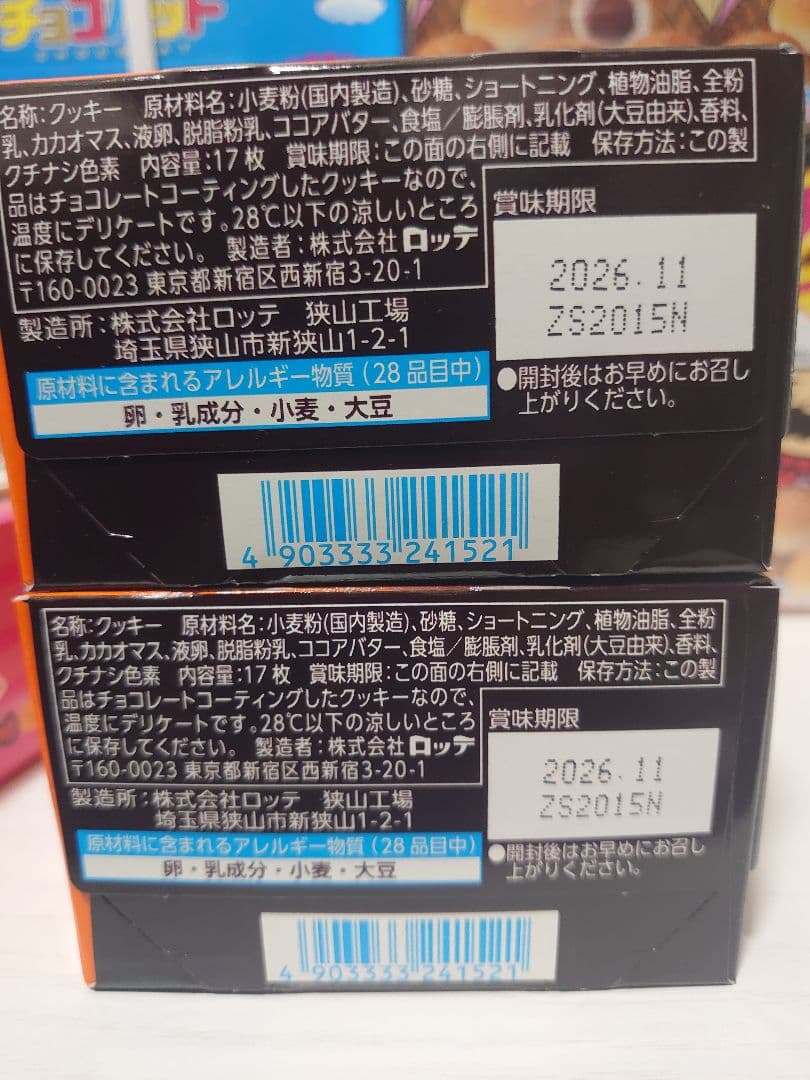 チョコパット
名称:クッキー 原材料名:小麦粉(国内製造)、砂糖、ショートニング、植物油脂、全粉
乳、カカオマス、液卵、脱脂粉乳、ココアバター、食塩／膨脹剤、乳化剤(大豆由来)、香料、
クチナシ色素 内容量:17枚 賞味期限:この面の右側に記載 保存方法:この製
品はチョコレートコーティングしたクッキーなので、
温度にデリケートです。28℃以下の涼しいところ
に保存してください。 製造者:株式会社ロッテ
〒160-0023 東京都新宿区西新宿3-20-1
賞味期限
2026.11
ZS2015N
製造所:株式会社ロッテ 狭山工場
埼玉県狭山市新狭山1-2-1
●開封後はお早めにお召し
上がりください。
原材料に含まれるアレルギー物質(28品目中)
卵・乳成分・小麦・大豆
4 903333 241521
名称:クッキー 原材料名:小麦粉(国内製造)、砂糖、ショートニング、植物油脂、全粉
乳、カカオマス、液卵、脱脂粉乳、ココアバター、食塩／膨脹剤、乳化剤(大豆由来)、香料、
クチナシ色素 内容量:17枚 賞味期限:この面の右側に記載 保存方法:この製
品はチョコレートコーティングしたクッキーなので、
温度にデリケートです。28℃以下の涼しいところ
に保存してください。 製造者:株式会社ロッテ
〒160-0023 東京都新宿区西新宿3-20-1
賞味期限
2026.11
ZS2015N
製造所:株式会社ロッテ 狭山工場
埼玉県狭山市新狭山1-2-1
●開封後はお早めにお召し
上がりください。
原材料に含まれるアレルギー物質(28品目中)
卵・乳成分・小麦・大豆
4 903333 241521